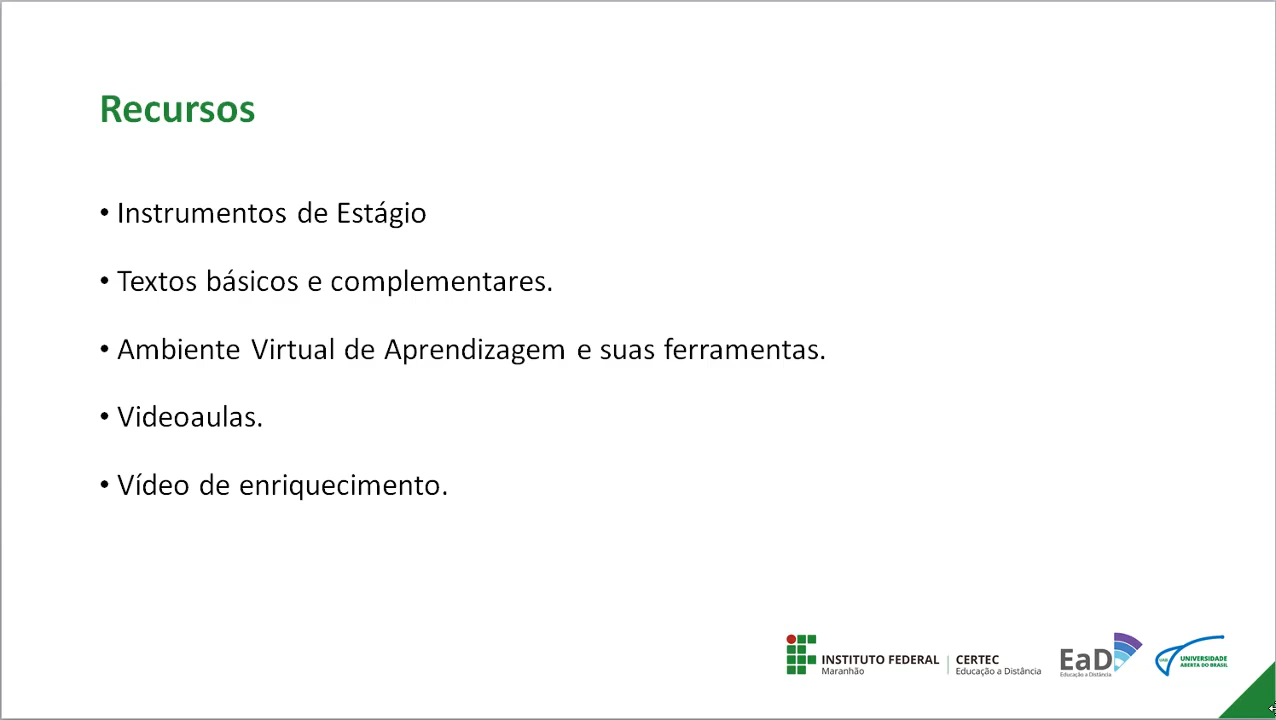 Recursos
• Instrumentos de Estágio
• Textos básicos e complementares.
• Ambiente Virtual de Aprendizagem e suas ferramentas.
• Videoaulas.
• Vídeo de enriquecimento.
INSTITUTO FEDERAL
Maranhão
CERTEC
Educação a Distância
EaD
Educação a Distância
UNIVERSIDADE
ABERTA DO BRASIL